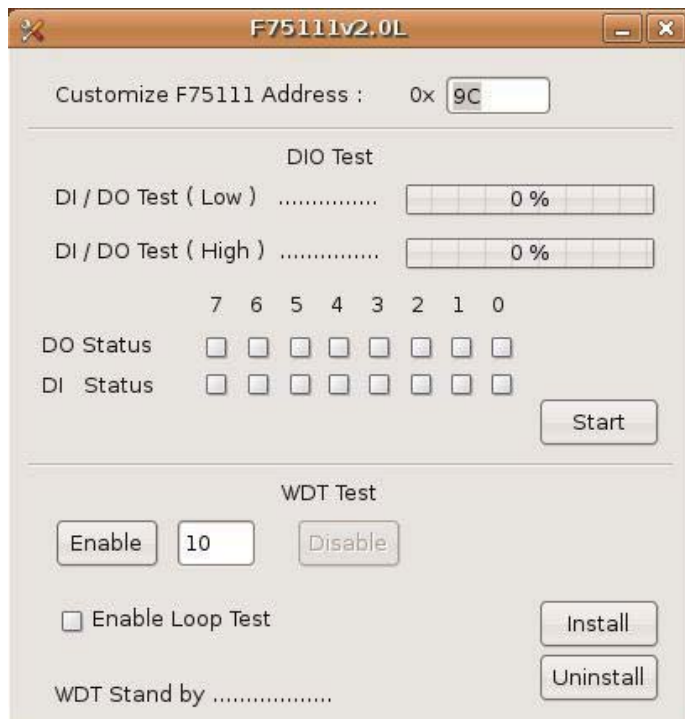 F75111v2.0L
Customize F75111 Address : 0x 9C
DIO Test
DI / DO Test ( Low ) ............... 0 %
DI / DO Test ( High ) ............... 0 %
7 6 5 4 3 2 1 0
DO Status
DI Status
Start
WDT Test
Enable 10 Disable
Enable Loop Test
Install
Uninstall
WDT Stand by ..................